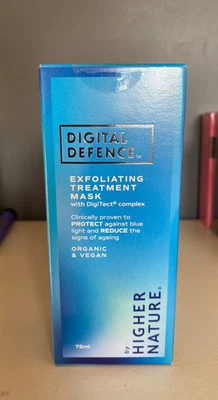 DIGITAL
DEFENCE™
EXFOLIATING
TREATMENT
MASK
with DigiTect® complex
Clinically proven to
PROTECT against blue
light and REDUCE the
signs of ageing
ORGANIC
& VEGAN
75ml
by HIGHER
NATURE®